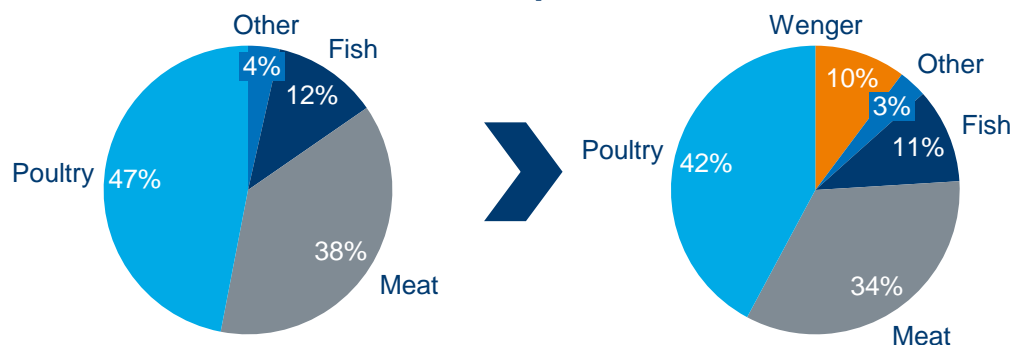 Other
4%
Fish
12%
Poultry
47%
38%
Meat
Wenger
10%
Other
3%
Fish
11%
Poultry
42%
34%
Meat